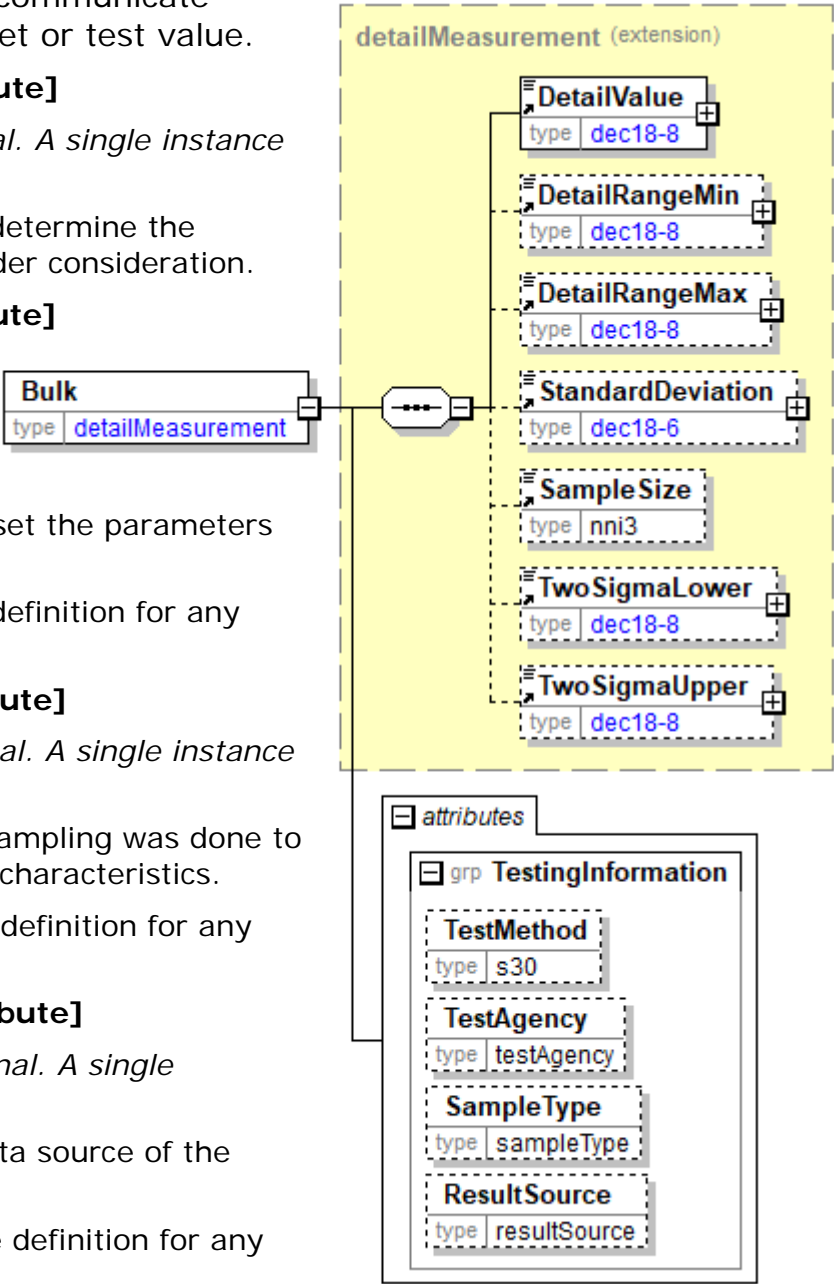 communicate
et or test value.
ute]
al. A single instance
determine the
der consideration.
ute]
set the parameters
definition for any
ute]
al. A single instance
ampling was done to
characteristics.
definition for any
bute]
nal. A single
ta source of the
e definition for any
Bulk
type detailMeasurement
detailMeasurement (extension)
DetailValue
type dec18-8
DetailRangeMin
type dec18-8
DetailRangeMax
type dec18-8
StandardDeviation
type dec18-6
SampleSize
type nni3
TwoSigmaLower
type dec18-8
TwoSigmaUpper
type dec18-8
attributes
grp TestingInformation
TestMethod
type s30
TestAgency
type testAgency
SampleType
type sampleType
ResultSource
type resultSource